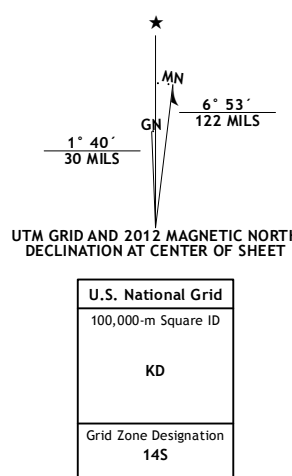 ★
MN
6° 53´
122 MILS
GN
1° 40´
30 MILS
UTM GRID AND 2012 MAGNETIC NORTH
DECLINATION AT CENTER OF SHEET
U.S. National Grid
100,000-m Square ID
KD
Grid Zone Designation
14S